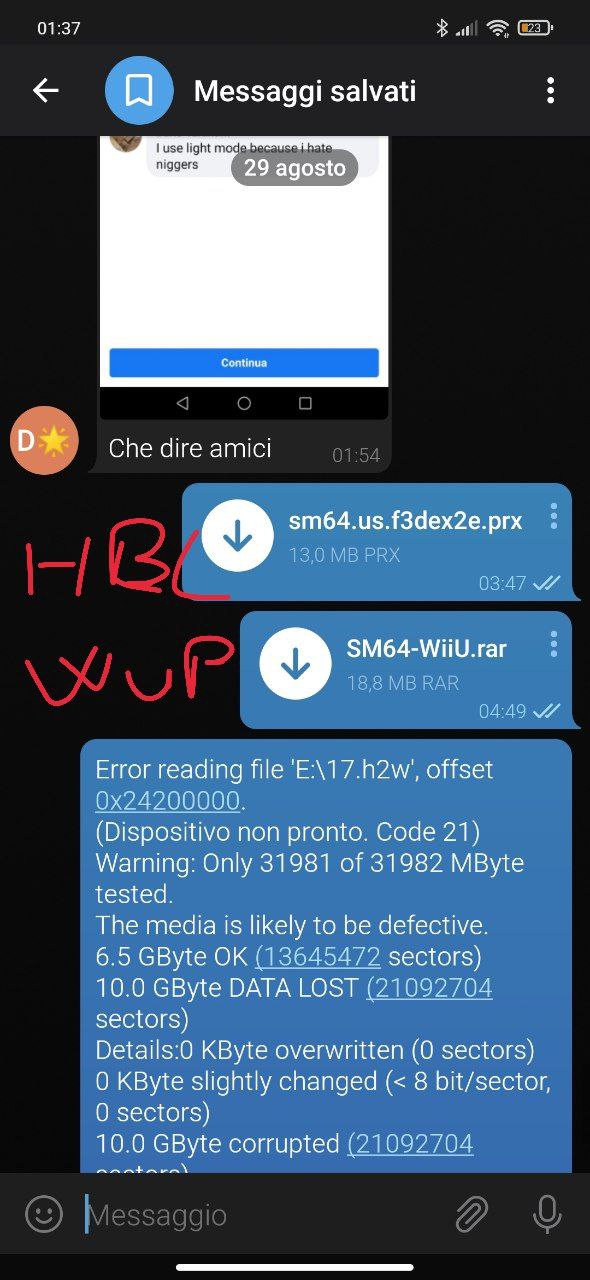 01:37
23
Messaggi salvati
I use light mode because i hate
niggers
29 agosto
Continua
D
Che dire amici
01:54
HBC
sm64.us.f3dex2e.prx
13,0 MB PRX
03:47
WUP
SM64-WiiU.rar
18,8 MB RAR
04:49
Error reading file 'E:\17.h2w', offset
0x24200000.
(Dispositivo non pronto. Code 21)
Warning: Only 31981 of 31982 MByte
tested.
The media is likely to be defective.
6.5 GByte OK (13645472 sectors)
10.0 GByte DATA LOST (21092704
sectors)
Details:0 KByte overwritten (0 sectors)
0 KByte slightly changed (< 8 bit/sector,
0 sectors)
10.0 GByte corrupted (21092704
sectors)
Messaggio